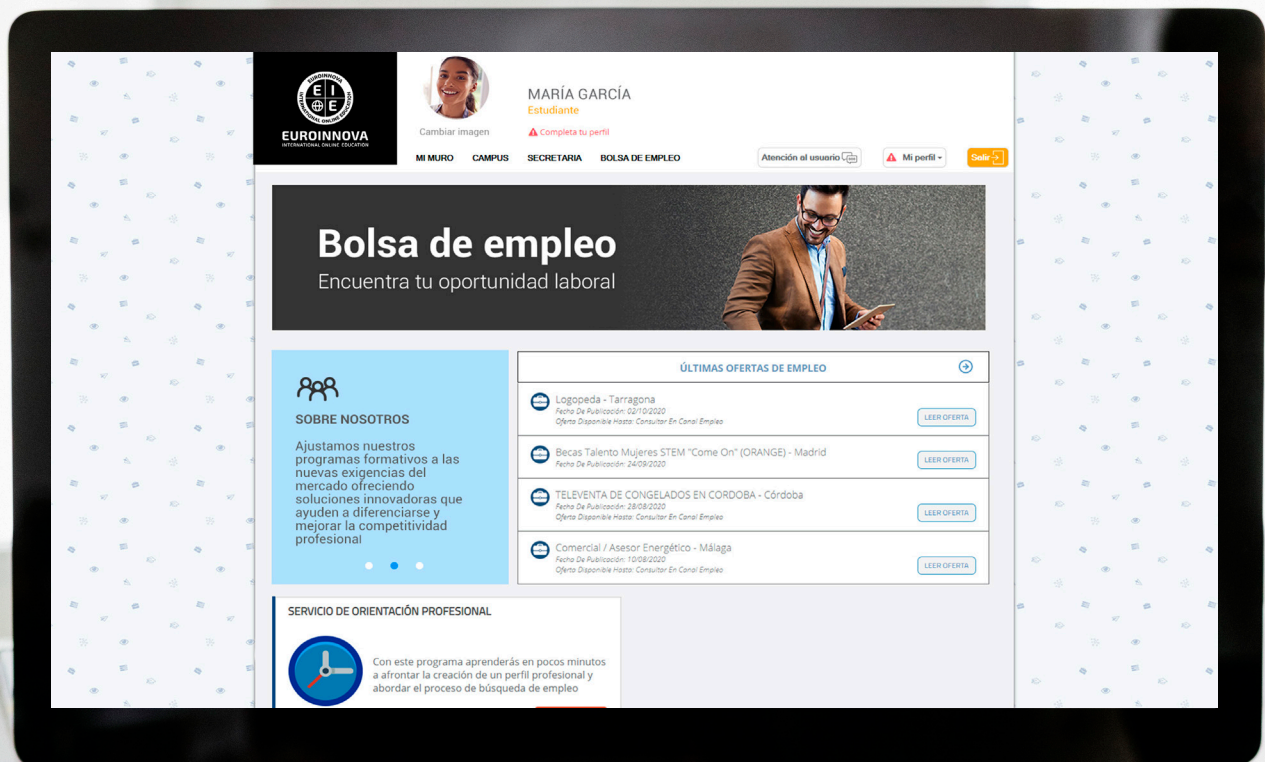 EUROINNOVA INTERNATIONAL ONLINE EDUCATION
E I
E
EUROINNOVA
INTERNATIONAL ONLINE EDUCATION
Cambiar imagen
MARÍA GARCÍA
Estudiante
Completa tu perfil
MI MURO CAMPUS SECRETARIA BOLSA DE EMPLEO
Atención al usuario
Mi perfil
Salir
Bolsa de empleo
Encuentra tu oportunidad laboral
SOBRE NOSOTROS
Ajustamos nuestros
programas formativos a las
nuevas exigencias del
mercado ofreciendo
soluciones innovadoras que
ayuden a diferenciarse y
mejorar la competitividad
profesional
ÚLTIMAS OFERTAS DE EMPLEO
Logopeda - Tarragona
Fecha De Publicación: 02/10/2020
Oferta Disponible Hasta: Consultar En Canal Empleo
LEER OFERTA
Becas Talento Mujeres STEM "Come On" (ORANGE) - Madrid
Fecha De Publicación: 24/09/2020
LEER OFERTA
TELEVENTA DE CONGELADOS EN CORDOBA - Córdoba
Fecha De Publicación: 28/08/2020
Oferta Disponible Hasta: Consultar En Canal Empleo
LEER OFERTA
Comercial / Asesor Energético - Málaga
Fecha De Publicación: 10/08/2020
Oferta Disponible Hasta: Consultar En Canal Empleo
LEER OFERTA
SERVICIO DE ORIENTACIÓN PROFESIONAL
Con este programa aprenderás en pocos minutos
a afrontar la creación de un perfil profesional y
abordar el proceso de búsqueda de empleo